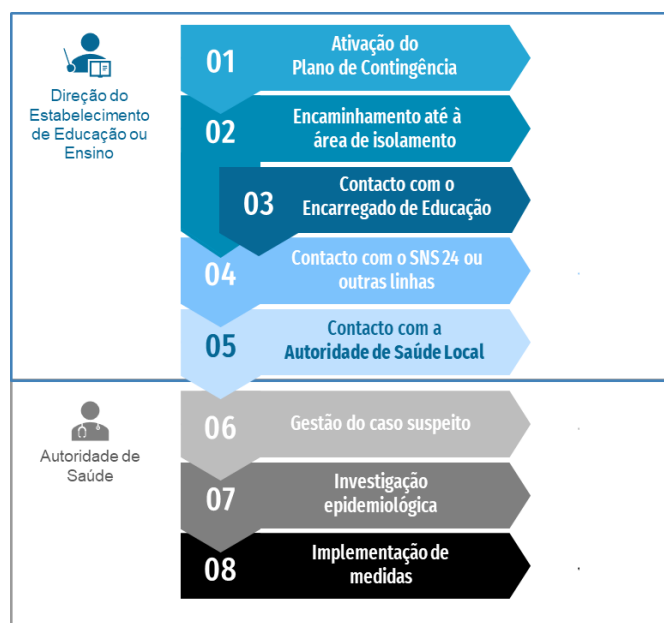 Direção do
Estabelecimento
de Educação ou
Ensino
01
Ativação do
Plano de Contingência
02
Encaminhamento até à
área de isolamento
03
Contacto com o
Encarregado de Educação
04
Contacto com o SNS 24 ou
outras linhas
05
Contacto com a
Autoridade de Saúde Local
Autoridade de
Saúde
06
Gestão do caso suspeito
07
Investigação
epidemiológica
08
Implementação de
medidas